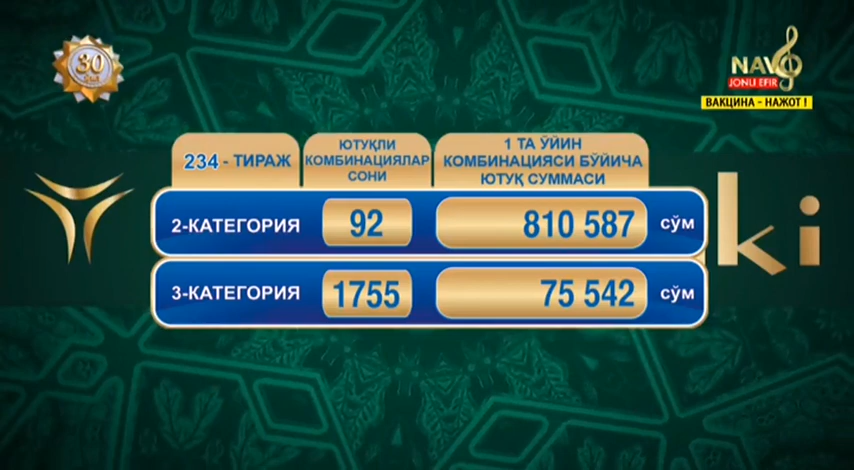 30
NAVO
JONLI EFIR
ВАКЦИНА - НАЖОТ !
234 - ТИРАЖ
ЮТУҚЛИ
КОМБИНАЦИЯЛАР
СОНИ
1 ТА ЎЙИН
КОМБИНАЦИЯСИ БЎЙИЧА
ЮТУҚ СУММАСИ
2-КАТЕГОРИЯ 92 810 587 сўм
3-КАТЕГОРИЯ 1755 75 542 сўм
ki